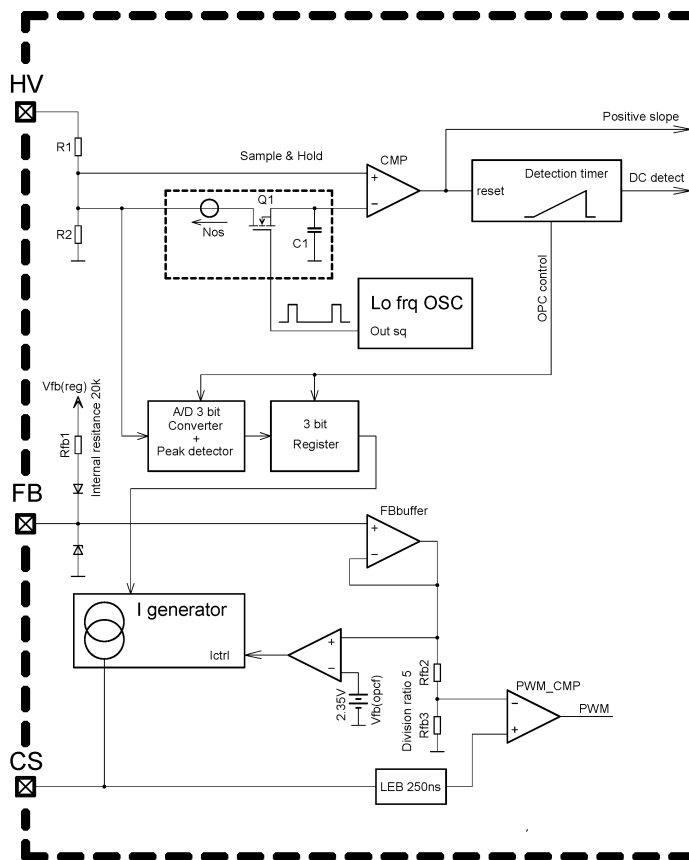 HV
Positive slope
R1
Sample & Hold
CMP
+
−
Detection timer
reset
DC detect
Q1
R2
Nos
C1
OPC control
Lo frq OSC
Out sq
Vfb(reg)
Rfb1
Internal resitance 20k
A/D 3 bit
Converter
+
Peak detector
3 bit
Register
FB
FBbuffer
+
−
I generator
Ictrl
+
−
2.35V
Vfb(opcf)
Rfb2
Division ratio 5
Rfb3
PWM_CMP
−
+
PWM
CS
LEB 250ns